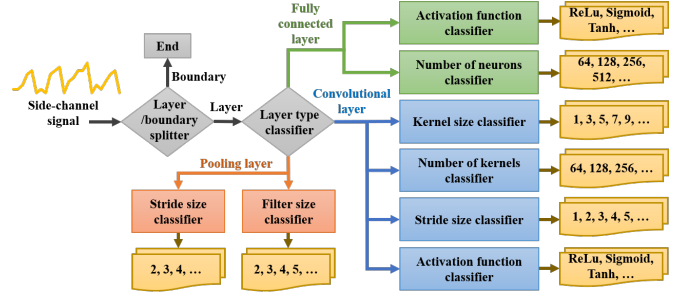 Fully
connected
layer
Activation function
classifier
ReLu, Sigmoid,
Tanh, ...
End
Boundary
Number of neurons
classifier
64, 128, 256,
512, ...
Side-channel
signal
Layer
/boundary
splitter
Layer
Layer type
classifier
Convolutional
layer
Kernel size classifier
1, 3, 5, 7, 9, ...
Pooling layer
Number of kernels
classifier
64, 128, 256, ...
Stride size
classifier
Filter size
classifier
Stride size classifier
1, 2, 3, 4, 5, ...
2, 3, 4, ...
2, 3, 4, 5, ...
Activation function
classifier
ReLu, Sigmoid,
Tanh, ...